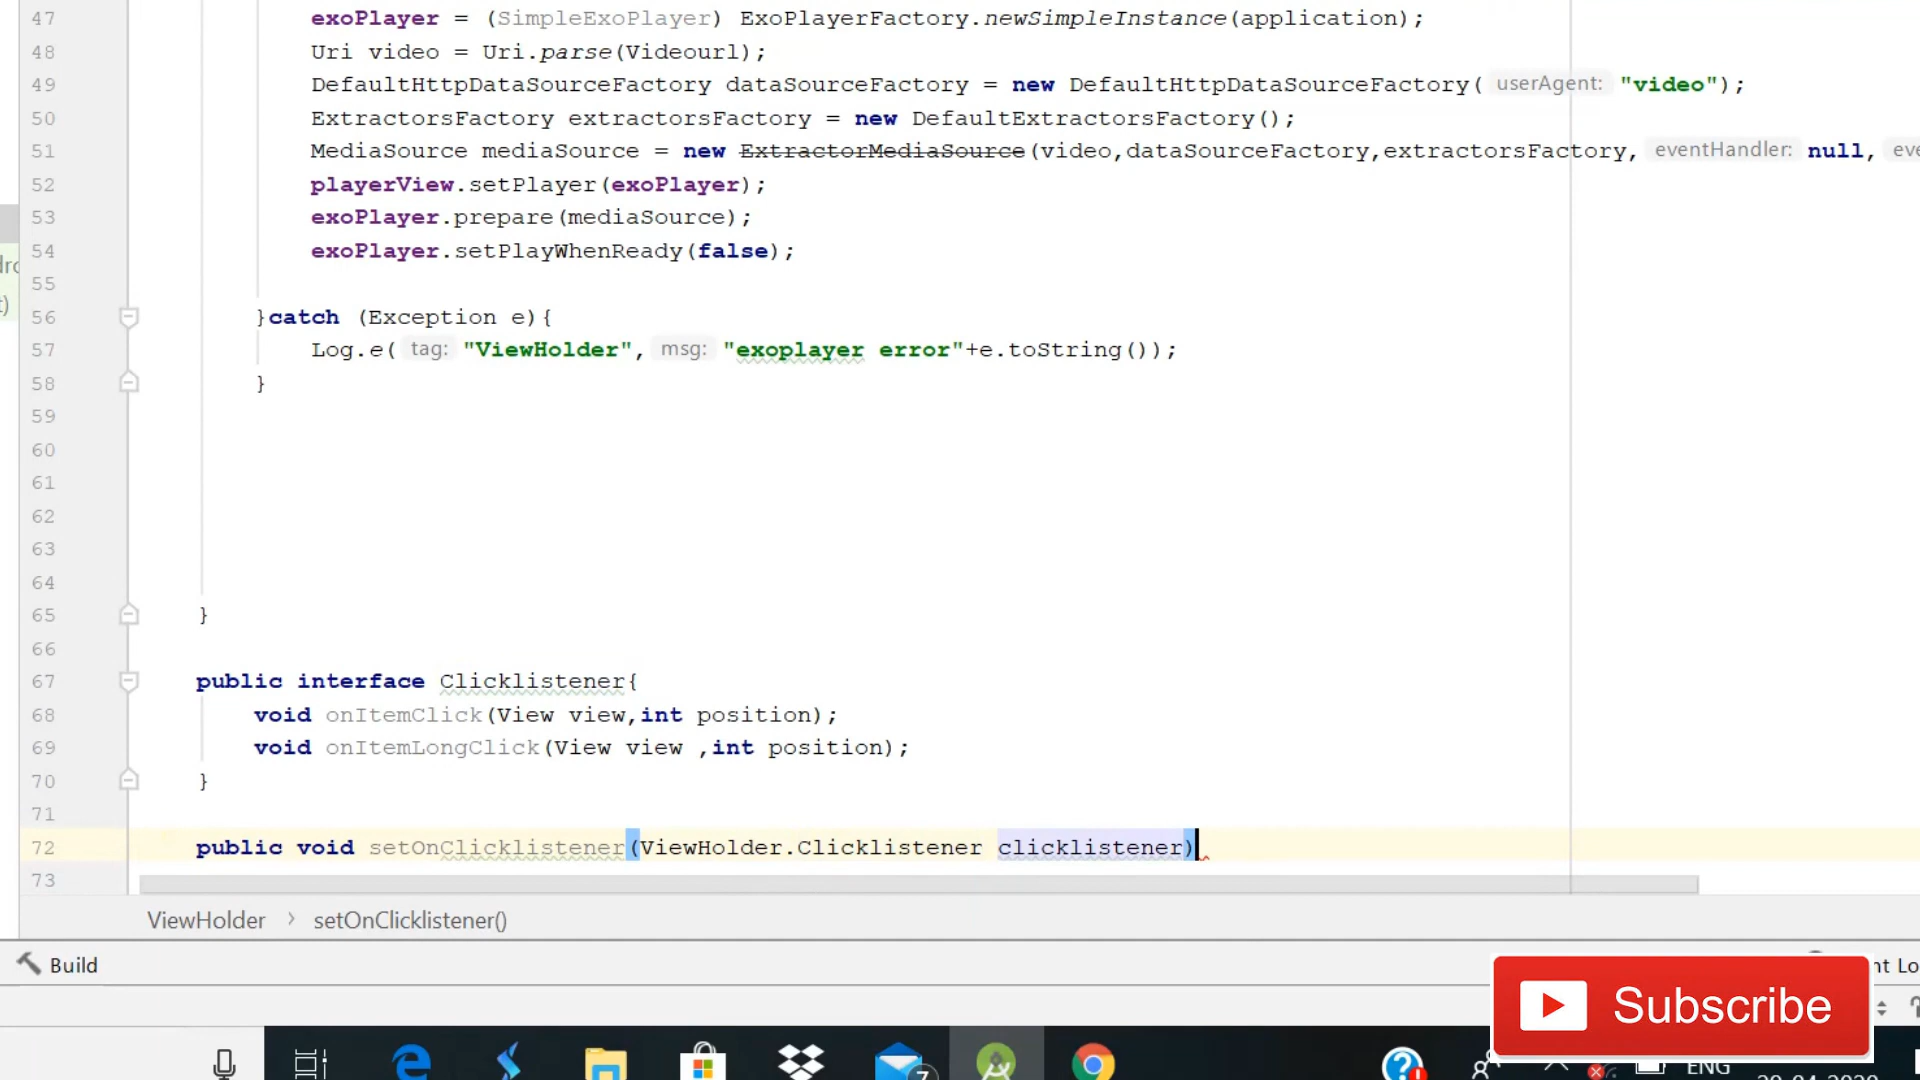 47 exoPlayer = (SimpleExoPlayer) ExoPlayerFactory.newSimpleInstance(application);
48 Uri video = Uri.parse(Videourl);
49 DefaultHttpDataSourceFactory dataSourceFactory = new DefaultHttpDataSourceFactory( userAgent: "video");
50 ExtractorsFactory extractorsFactory = new DefaultExtractorsFactory();
51 MediaSource mediaSource = new ExtractorMediaSource(video,dataSourceFactory,extractorsFactory, eventHandler: null, eve
52 playerView.setPlayer(exoPlayer);
53 exoPlayer.prepare(mediaSource);
54 exoPlayer.setPlayWhenReady(false);
55
56 }catch (Exception e){
57 Log.e( tag: "ViewHolder", msg: "exoplayer error"+e.toString());
58 }
59
60
61
62
63
64
65 }
66
67 public interface Clicklistener{
68 void onItemClick(View view,int position);
69 void onItemLongClick(View view ,int position);
70 }
71
72 public void setOnClicklistener(ViewHolder.Clicklistener clicklistener)
73
ViewHolder > setOnClicklistener()
Build
nt Lo
Subscribe
7
ENG